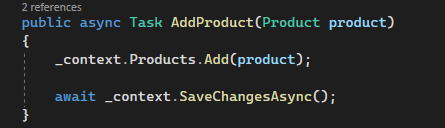 2 references
public async Task AddProduct(Product product)
{
    _context.Products.Add(product);
    await _context.SaveChangesAsync();
}